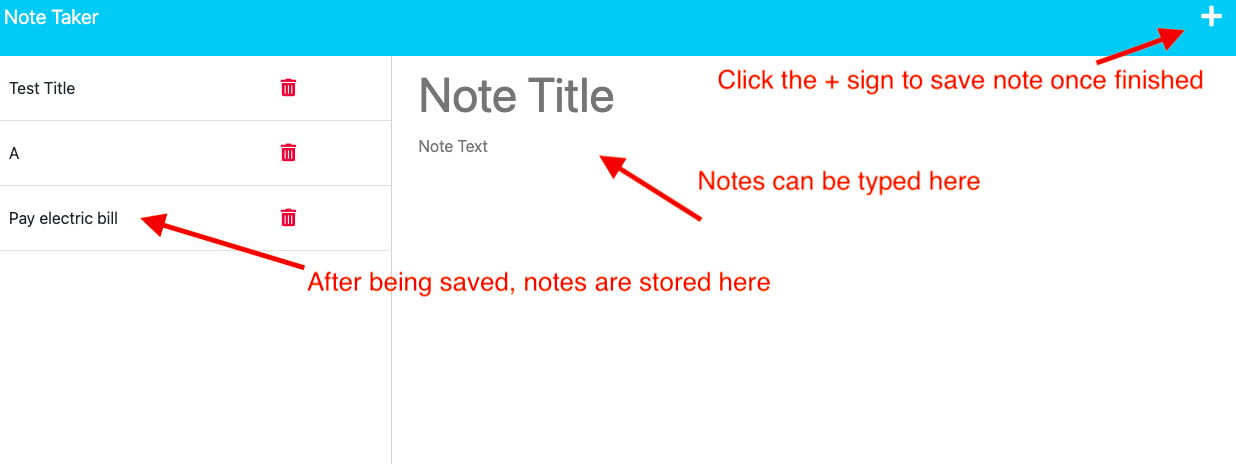 Note Taker
Click the + sign to save note once finished
Test Title
Note Title
A
Note Text
Notes can be typed here
Pay electric bill
After being saved, notes are stored here